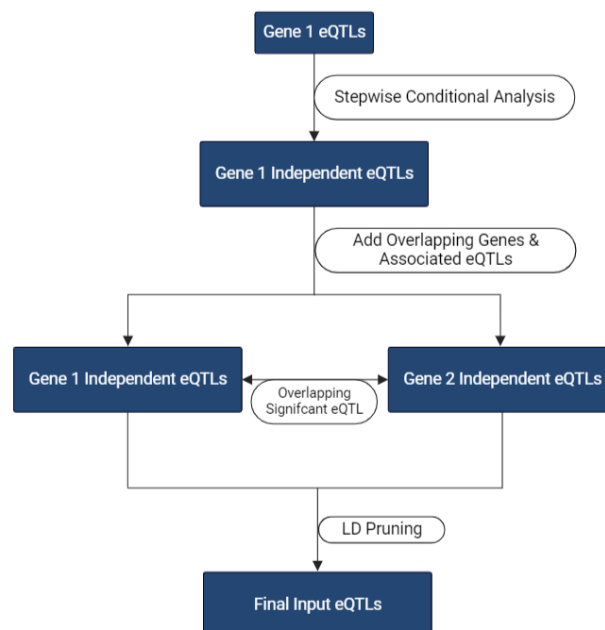 Gene 1 eQTLs
Stepwise Conditional Analysis
Gene 1 Independent eQTLs
Add Overlapping Genes &
Associated eQTLs
Gene 1 Independent eQTLs
Overlapping
Signifcant eQTL
Gene 2 Independent eQTLs
LD Pruning
Final Input eQTLs